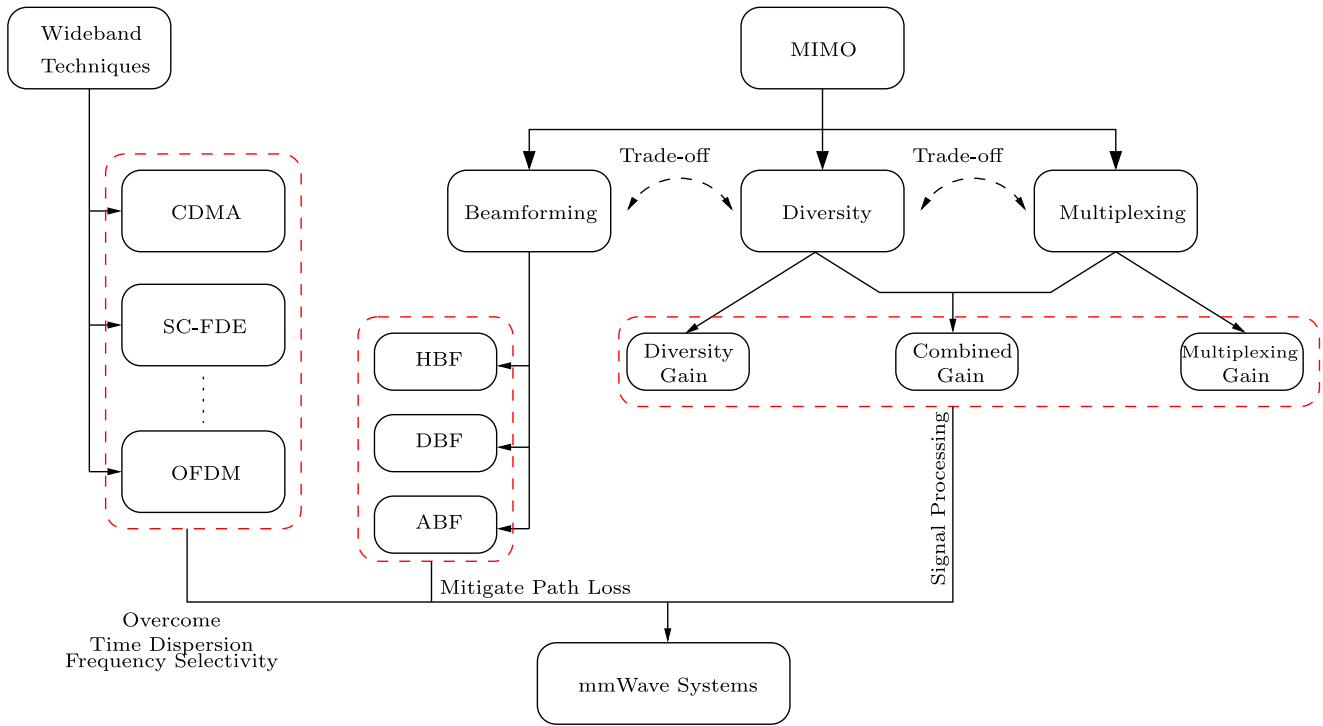 Wideband
Techniques
MIMO
Trade-off
Trade-off
CDMA
Beamforming
Diversity
Multiplexing
SC-FDE
HBF
Diversity
Gain
Combined
Gain
Multiplexing
Gain
DBF
OFDM
ABF
Signal Processing
Mitigate Path Loss
Overcome
Time Dispersion
Frequency Selectivity
mmWave Systems